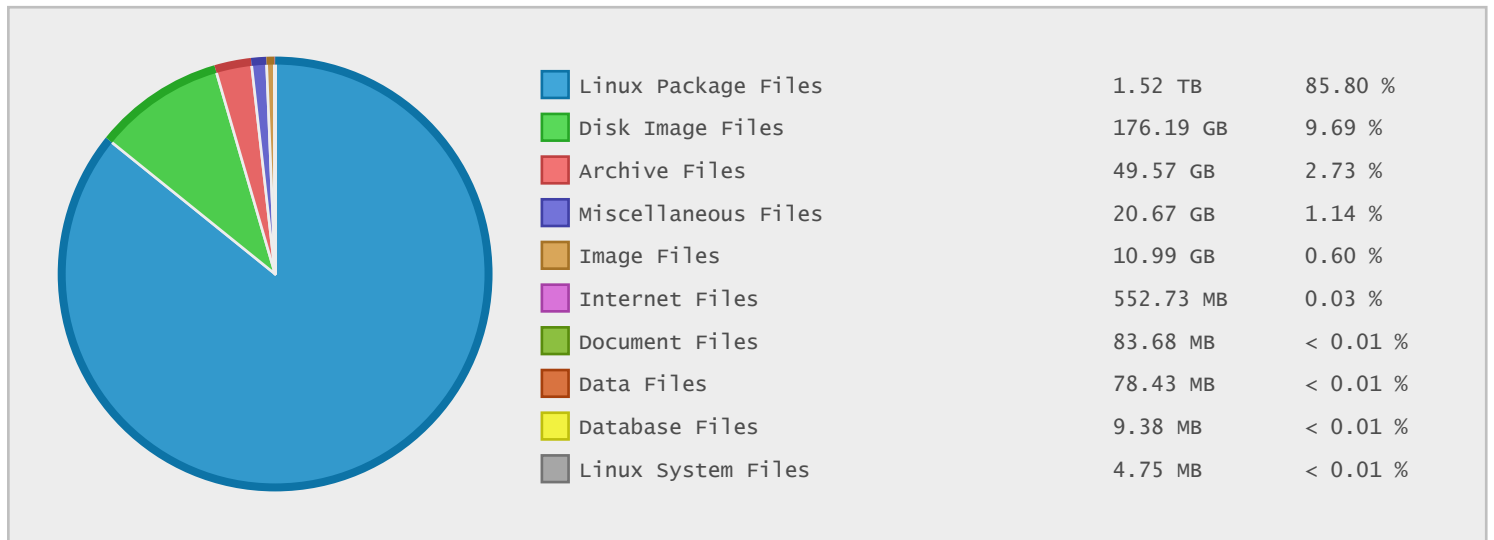 Linux Package Files 1.52 TB 85.80 %
Disk Image Files 176.19 GB 9.69 %
Archive Files 49.57 GB 2.73 %
Miscellaneous Files 20.67 GB 1.14 %
Image Files 10.99 GB 0.60 %
Internet Files 552.73 MB 0.03 %
Document Files 83.68 MB < 0.01 %
Data Files 78.43 MB < 0.01 %
Database Files 9.38 MB < 0.01 %
Linux System Files 4.75 MB < 0.01 %